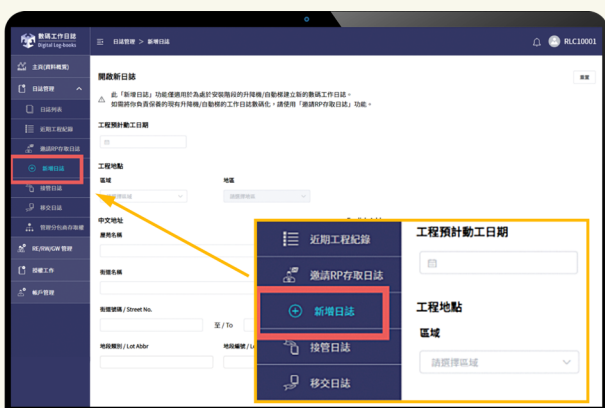 數碼工作日誌
Digital Log-books
日誌管理 > 新增日誌
RLC10001
主頁(資料概覽)
日誌管理
日誌列表
近期工程紀錄
邀請RP存取日誌
新增日誌
接管日誌
移交日誌
管理分包商存取權
RE/RW/GW 管理
授權工作
帳戶管理
開啟新日誌
重置
此「新增日誌」功能僅適用於為處於安裝階段的升降機/自動梯建立新的數碼工作日誌。
如需將你負責保養的現有升降機/自動梯的工作日誌數碼化,請使用「邀請RP存取日誌」功能。
工程預計動工日期
工程地點
區域
地區
請選擇區域
請選擇地區
中文地址
屋苑名稱
街道名稱
街道號碼 / Street No.
至 / To
地段類別 / Lot Abbr
地段編號 /
近期工程紀錄
邀請RP存取日誌
新增日誌
接管日誌
移交日誌
工程預計動工日期
工程地點
區域
請選擇區域